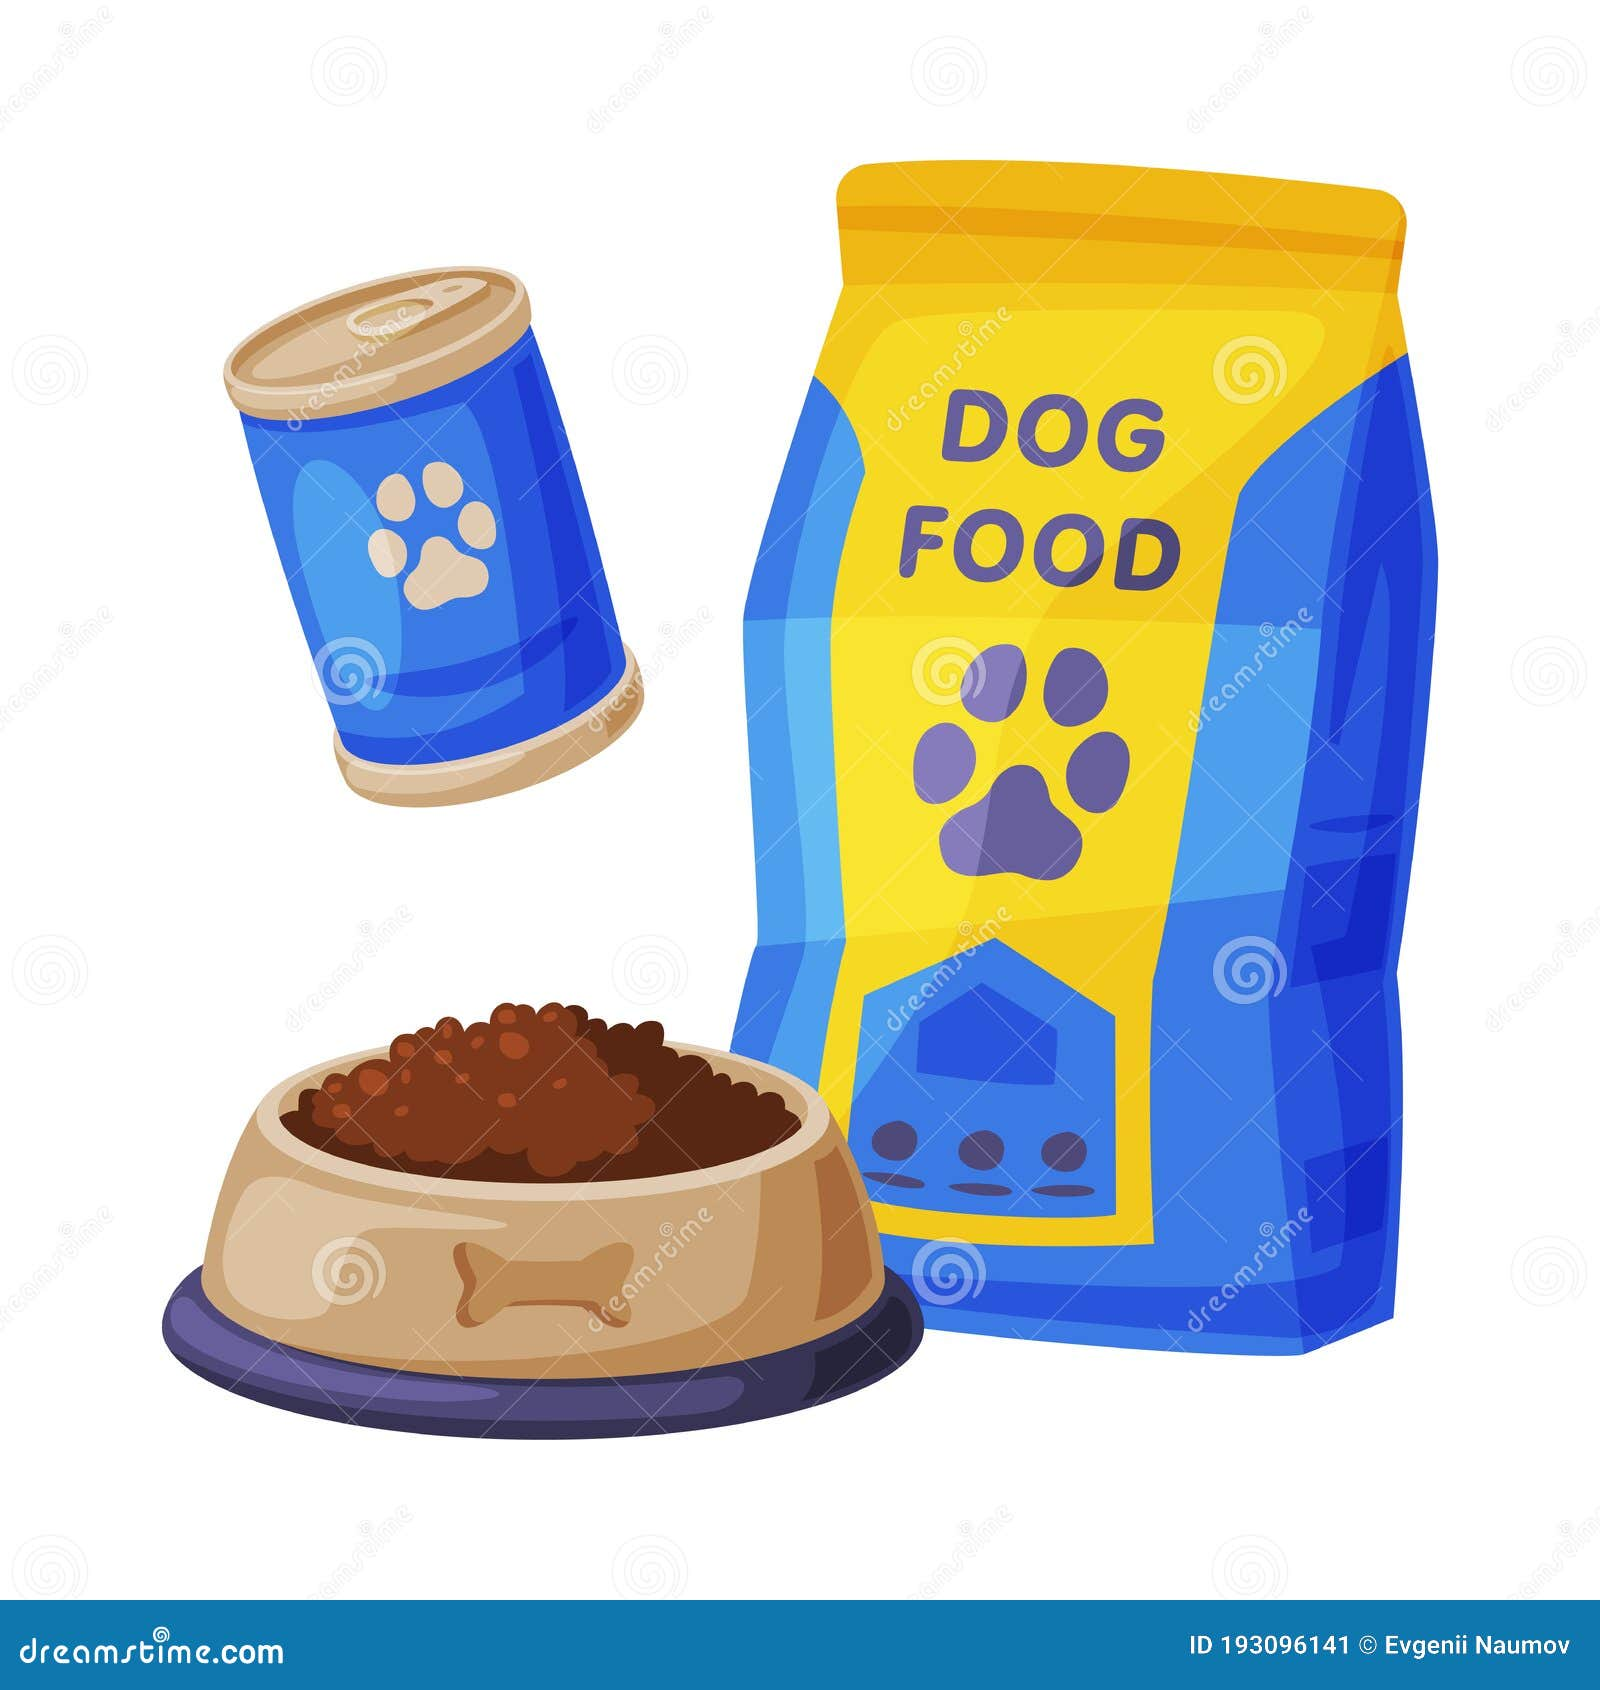 DOG
FOOD
dreamstime.com
ID 193096141 © Evgenii Naumov